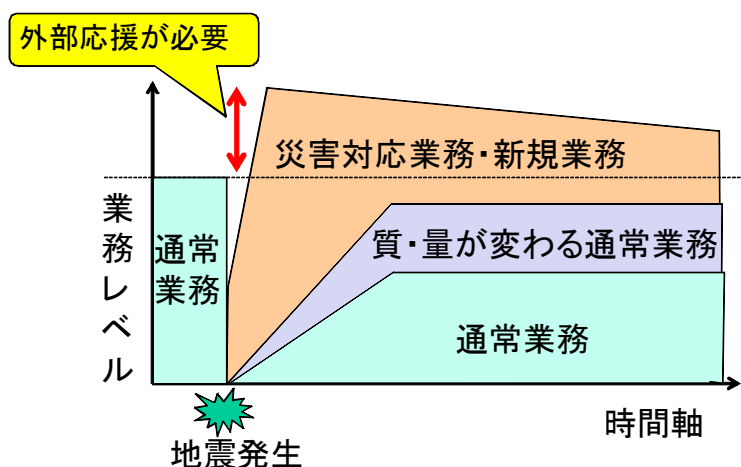 外部応援が必要
災害対応業務・新規業務
業務レベル
通常
業務
質・量が変わる通常業務
通常業務
時間軸
地震発生